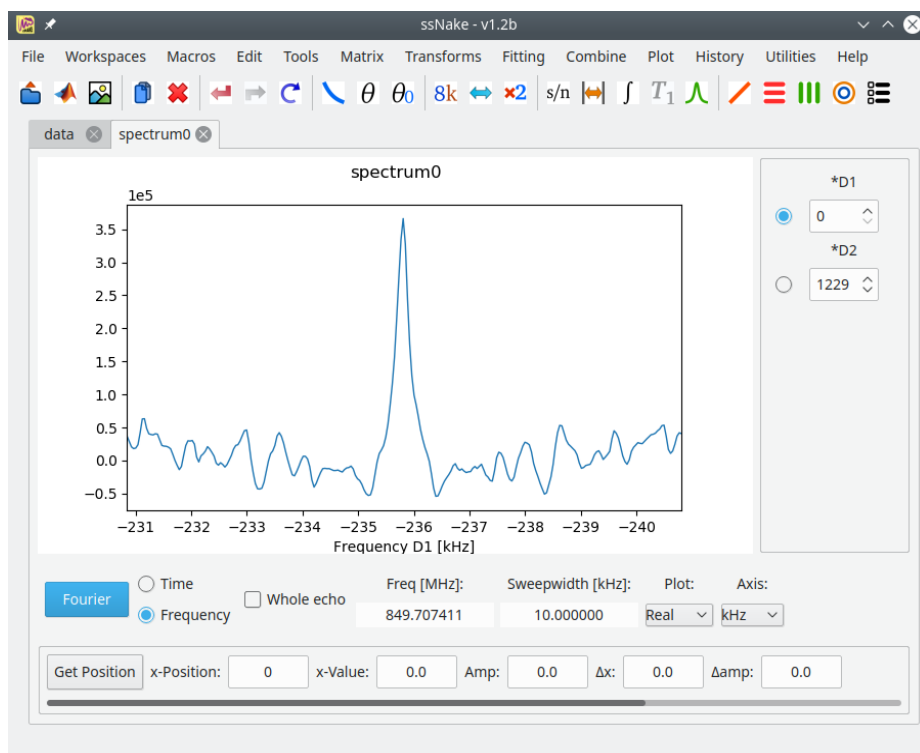 ssNake - v1.2b
File Workspaces Macros Edit Tools Matrix Transforms Fitting Combine Plot History Utilities Help
θ θ0 8k ×2 s/n ∫ T1
data spectrum0
spectrum0
1e5
3.5
3.0
2.5
2.0
1.5
1.0
0.5
0.0
−0.5
−231 −232 −233 −234 −235 −236 −237 −238 −239 −240
Frequency D1 [kHz]
*D1
0
*D2
1229
Fourier
Time
Frequency
Whole echo
Freq [MHz]: Sweepwidth [kHz]: Plot: Axis:
849.707411 10.000000 Real kHz
Get Position x-Position: 0 x-Value: 0.0 Amp: 0.0 Δx: 0.0 Δamp: 0.0